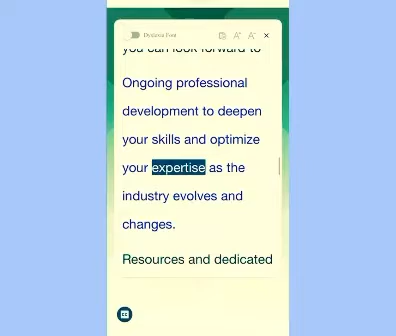 Dyslexia Font
you can look forward to
Ongoing professional
development to deepen
your skills and optimize
your expertise as the
industry evolves and
changes.
Resources and dedicated